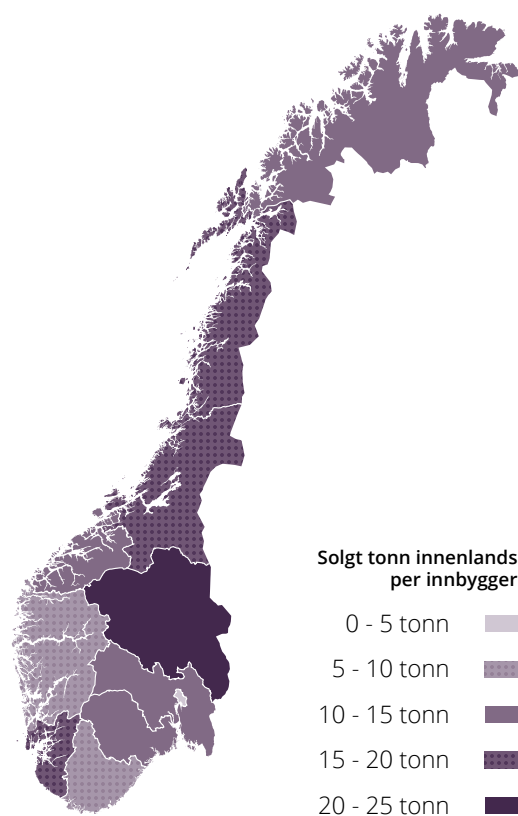 Solgt tonn innenlands
per innbygger
0 - 5 tonn
5 - 10 tonn
10 - 15 tonn
15 - 20 tonn
20 - 25 tonn